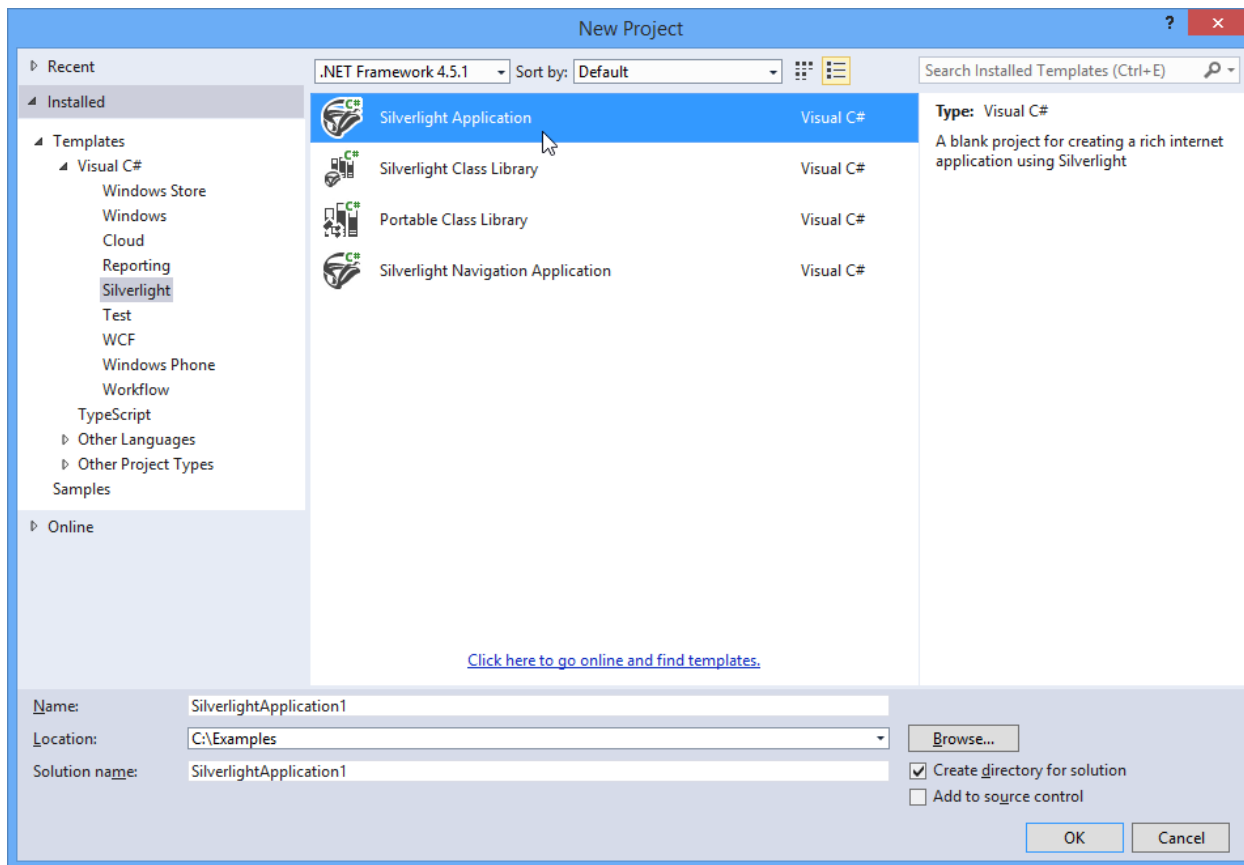 New Project
?
Recent
Installed
Templates
Visual C#
Windows Store
Windows
Cloud
Reporting
Silverlight
Test
WCF
Windows Phone
Workflow
TypeScript
Other Languages
Other Project Types
Samples
Online
.NET Framework 4.5.1 Sort by: Default
C# Silverlight Application Visual C#
C# Silverlight Class Library Visual C#
C# Portable Class Library Visual C#
C# Silverlight Navigation Application Visual C#
Click here to go online and find templates.
Search Installed Templates (Ctrl+E)
Type: Visual C#
A blank project for creating a rich internet
application using Silverlight
Name: SilverlightApplication1
Location: C:\Examples Browse...
Solution name: SilverlightApplication1
Create directory for solution
Add to source control
OK Cancel